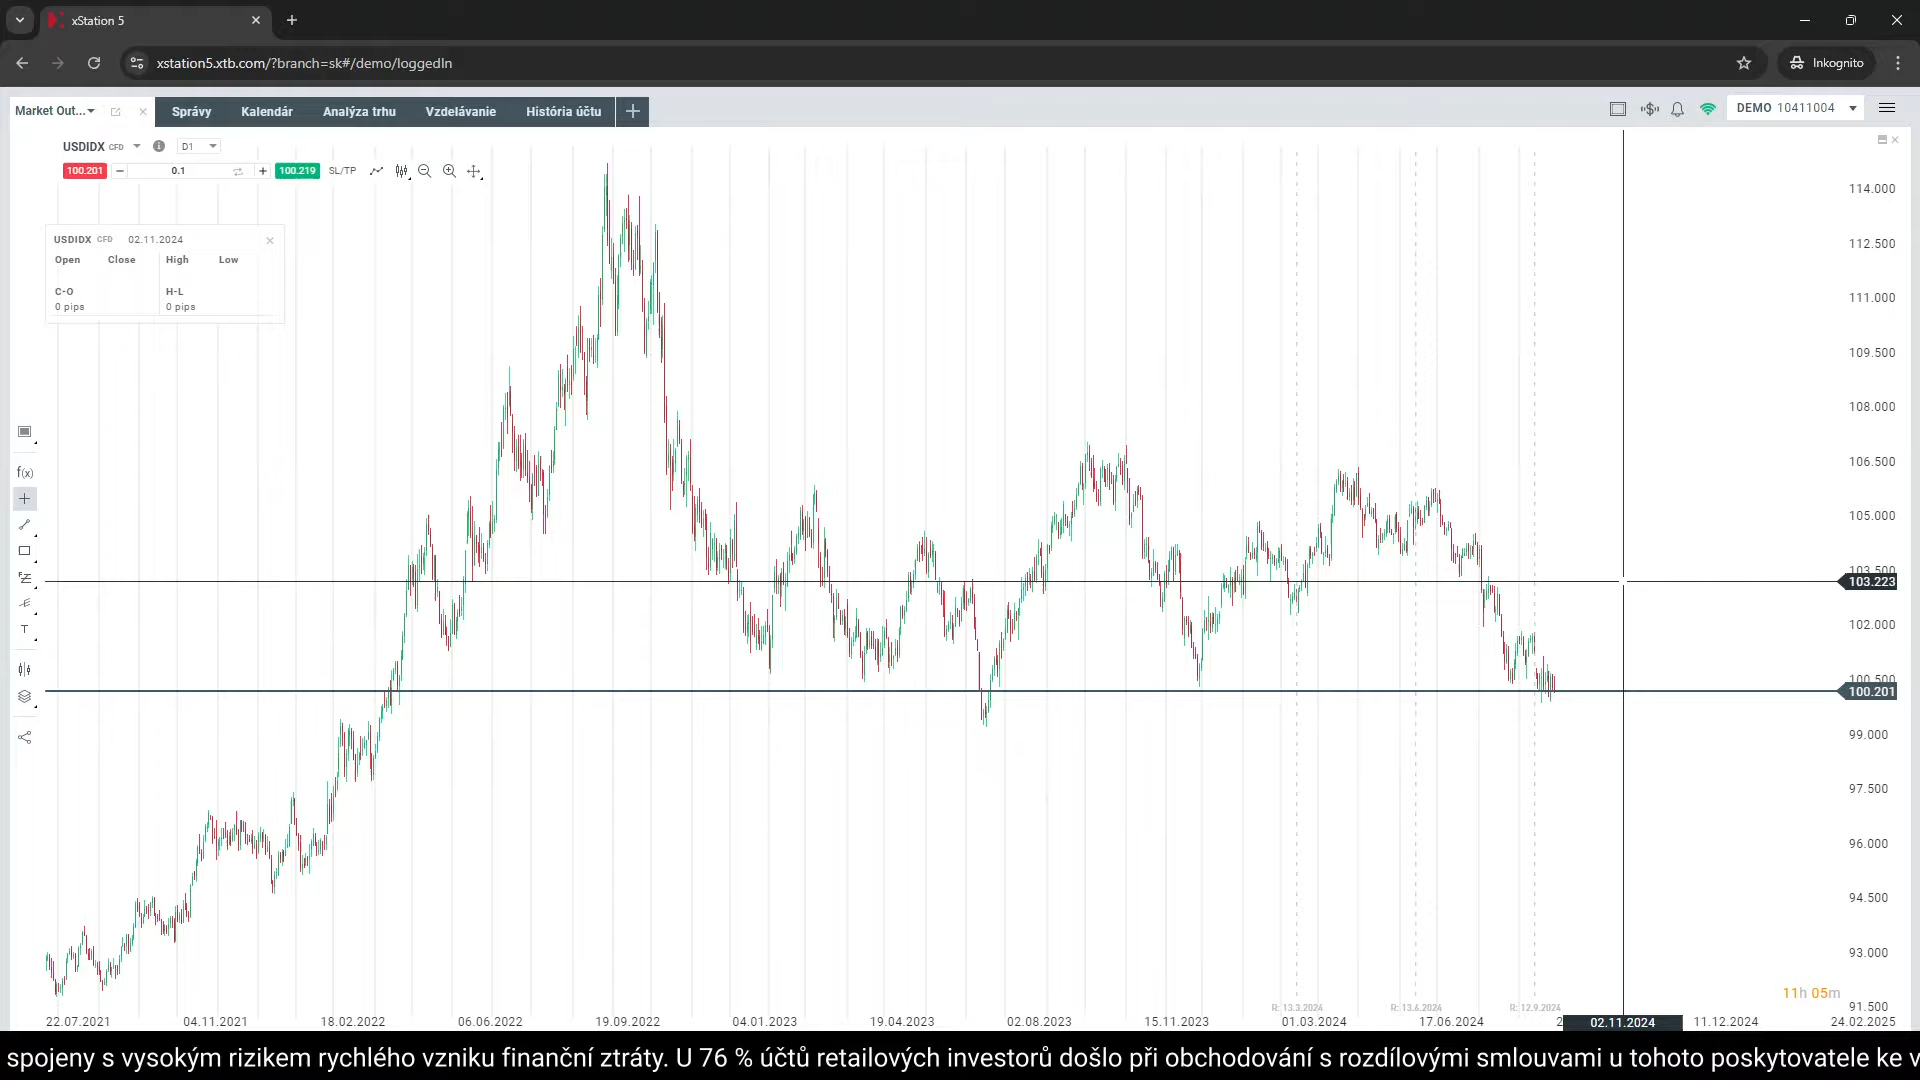 xStation 5
xstation5.xtb.com/?branch=sk#/demo/loggedIn
Inkognito
Market Out...
Správy
Kalendár
Analýza trhu
Vzdelávanie
História účtu
DEMO 10411004
USDIDX CFD
D1
100.201
0.1
100.219
SL/TP
USDIDX CFD 02.11.2024
Open Close High Low
C-O H-L
0 pips 0 pips
f(x)
T
114.000
112.500
111.000
109.500
108.000
106.500
105.000
103.500
103.223
102.000
100.500
100.201
99.000
97.500
96.000
94.500
93.000
91.500
11h 05m
R: 13.3.2024
R: 13.6.2024
R: 12.9.2024
22.07.2021
04.11.2021
18.02.2022
06.06.2022
19.09.2022
04.01.2023
19.04.2023
02.08.2023
15.11.2023
01.03.2024
17.06.2024
2
02.11.2024
11.12.2024
24.02.2025
spojeny s vysokým rizikem rychlého vzniku finanční ztráty. U 76 % účtů retailových investorů došlo při obchodování s rozdílovými smlouvami u tohoto poskytovatele ke v